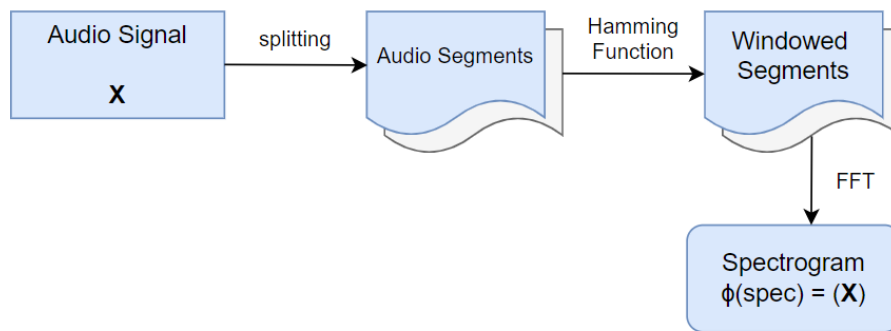 Audio Signal
X
splitting
Audio Segments
Hamming
Function
Windowed
Segments
FFT
Spectrogram
ϕ(spec) = (X)